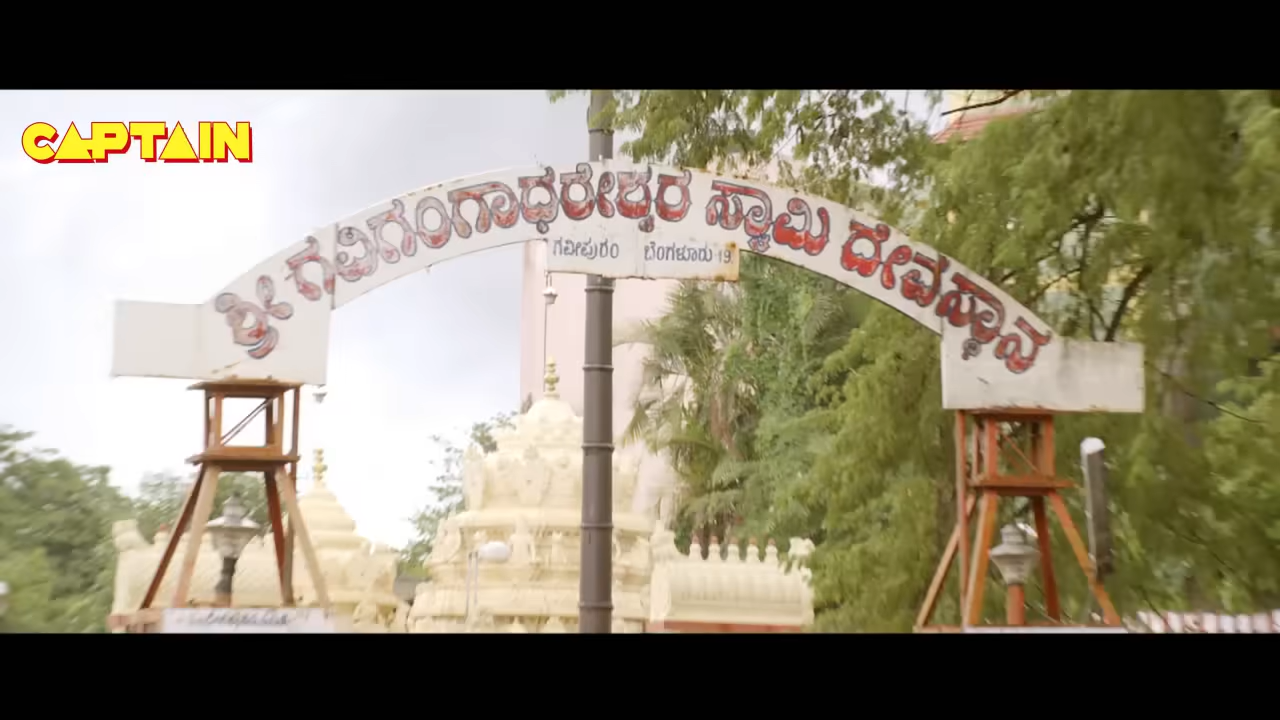 CAPTAIN
ಶ್ರೀ ಗವಿಗಂಗಾಧರೇಶ್ವರ ಸ್ವಾಮಿ ದೇವಸ್ಥಾನ
ಗವೀಪುರಂ ಬೆಂಗಳೂರು 19.